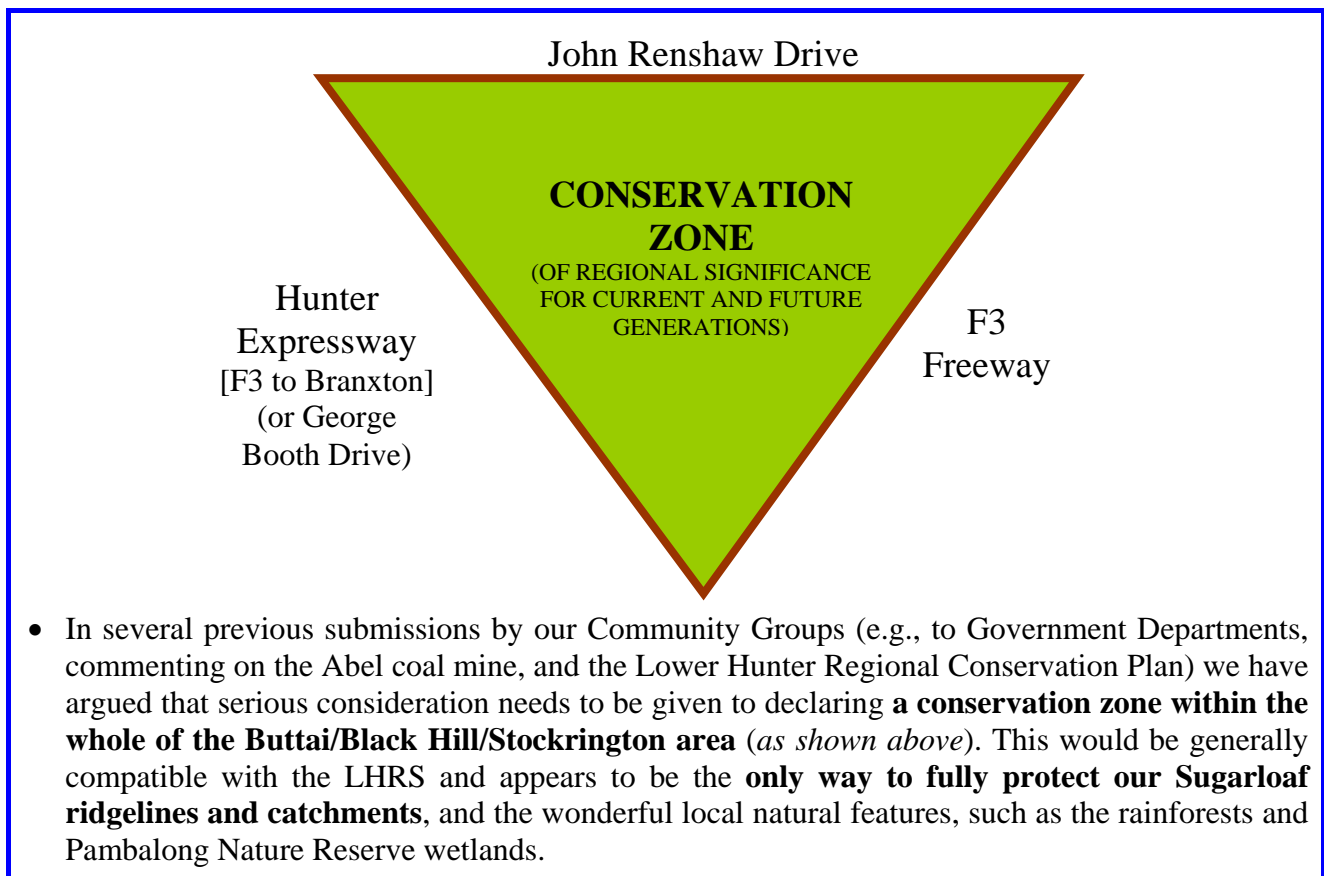 John Renshaw Drive
CONSERVATION
ZONE
(OF REGIONAL SIGNIFICANCE
FOR CURRENT AND FUTURE
GENERATIONS)
Hunter
Expressway
[F3 to Branxton]
(or George
Booth Drive)
F3
Freeway
• In several previous submissions by our Community Groups (e.g., to Government Departments,
commenting on the Abel coal mine, and the Lower Hunter Regional Conservation Plan) we have
argued that serious consideration needs to be given to declaring a conservation zone within the
whole of the Buttai/Black Hill/Stockrington area (as shown above). This would be generally
compatible with the LHRS and appears to be the only way to fully protect our Sugarloaf
ridgelines and catchments, and the wonderful local natural features, such as the rainforests and
Pambalong Nature Reserve wetlands.